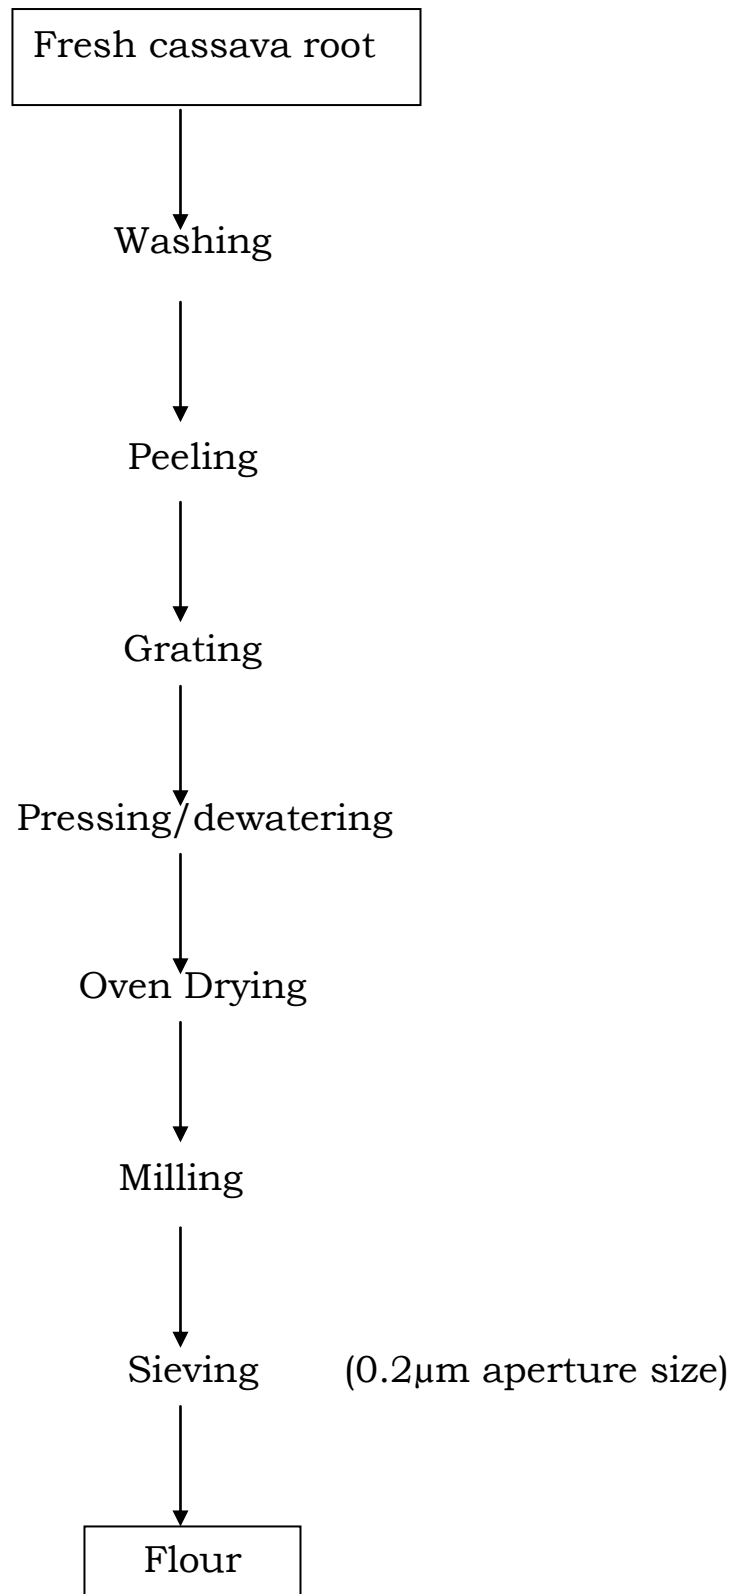 Fresh cassava root
Washing
Peeling
Grating
Pressing/dewatering
Oven Drying
Milling
Sieving (0.2µm aperture size)
Flour